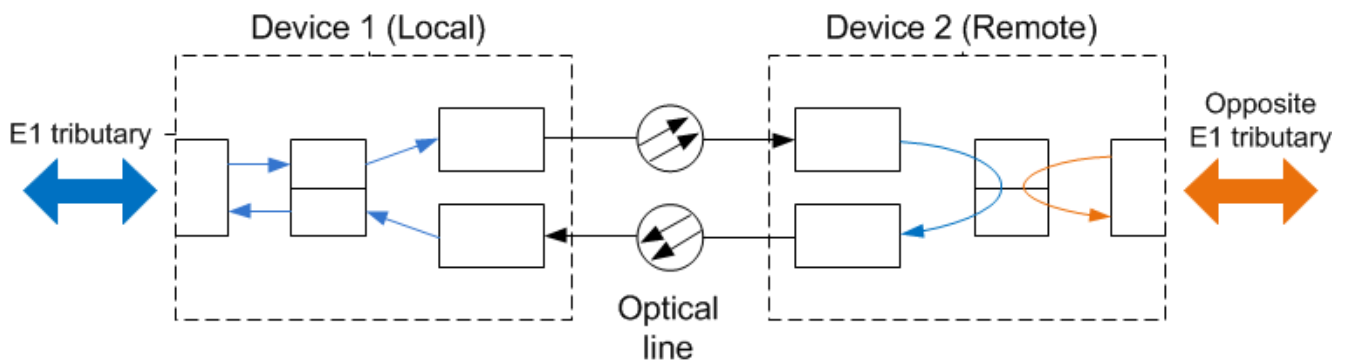 Device 1 (Local)
Device 2 (Remote)
E1 tributary
Opposite
E1 tributary
Optical
line